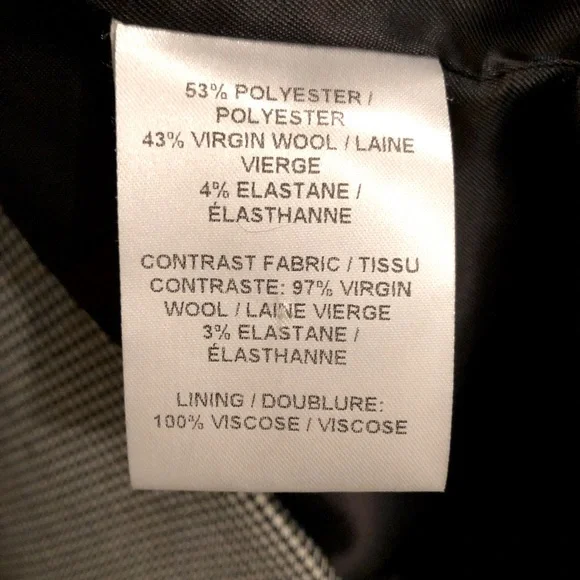 53% POLYESTER /
POLYESTER
43% VIRGIN WOOL / LAINE
VIERGE
4% ELASTANE /
ÉLASTHANNE
CONTRAST FABRIC / TISSU
CONTRASTE: 97% VIRGIN
WOOL / LAINE VIERGE
3% ELASTANE /
ÉLASTHANNE
LINING / DOUBLURE:
100% VISCOSE / VISCOSE